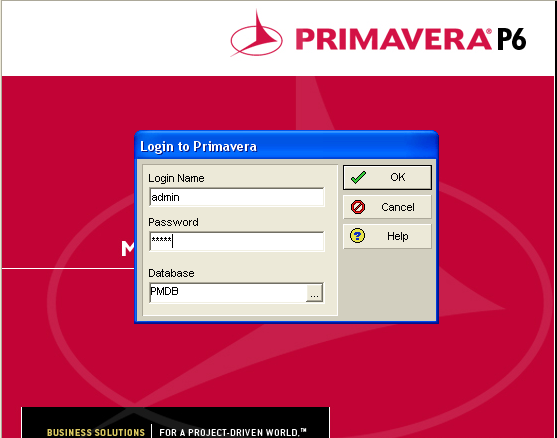 PRIMAVERA® P6
Login to Primavera
Login Name
admin
OK
Cancel
Password
*****
Help
M
Database
PMDB
...
BUSINESS SOLUTIONS | FOR A PROJECT-DRIVEN WORLD.™